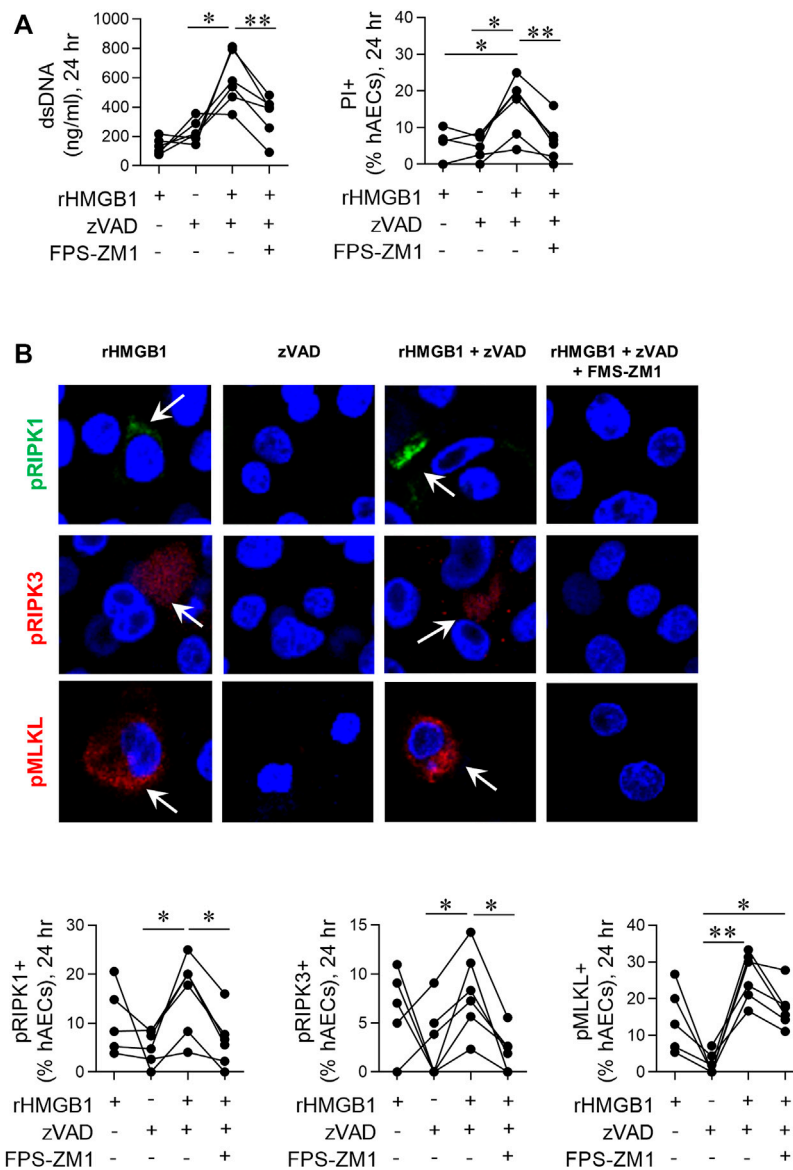 A
dsDNA
(ng/ml), 24 hr
1000
800
600
400
200
0
* **
rHMGB1 + - + +
zVAD - + + +
FPS-ZM1 - - - +
PI+
(% hAECs), 24 hr
40
30
20
10
0
*
* **
rHMGB1 + - + +
zVAD - + + +
FPS-ZM1 - - - +
B
rHMGB1 zVAD rHMGB1 + zVAD rHMGB1 + zVAD
+ FMS-ZM1
pRIPK1
pRIPK3
pMLKL
pRIPK1+
(% hAECs), 24 hr
30
20
10
0
* *
rHMGB1 + - + +
zVAD - + + +
FPS-ZM1 - - - +
pRIPK3+
(% hAECs), 24 hr
15
10
5
0
* *
rHMGB1 + - + +
zVAD - + + +
FPS-ZM1 - - - +
pMLKL+
(% hAECs), 24 hr
40
30
20
10
0
*
**
rHMGB1 + - + +
zVAD - + + +
FPS-ZM1 - - - +